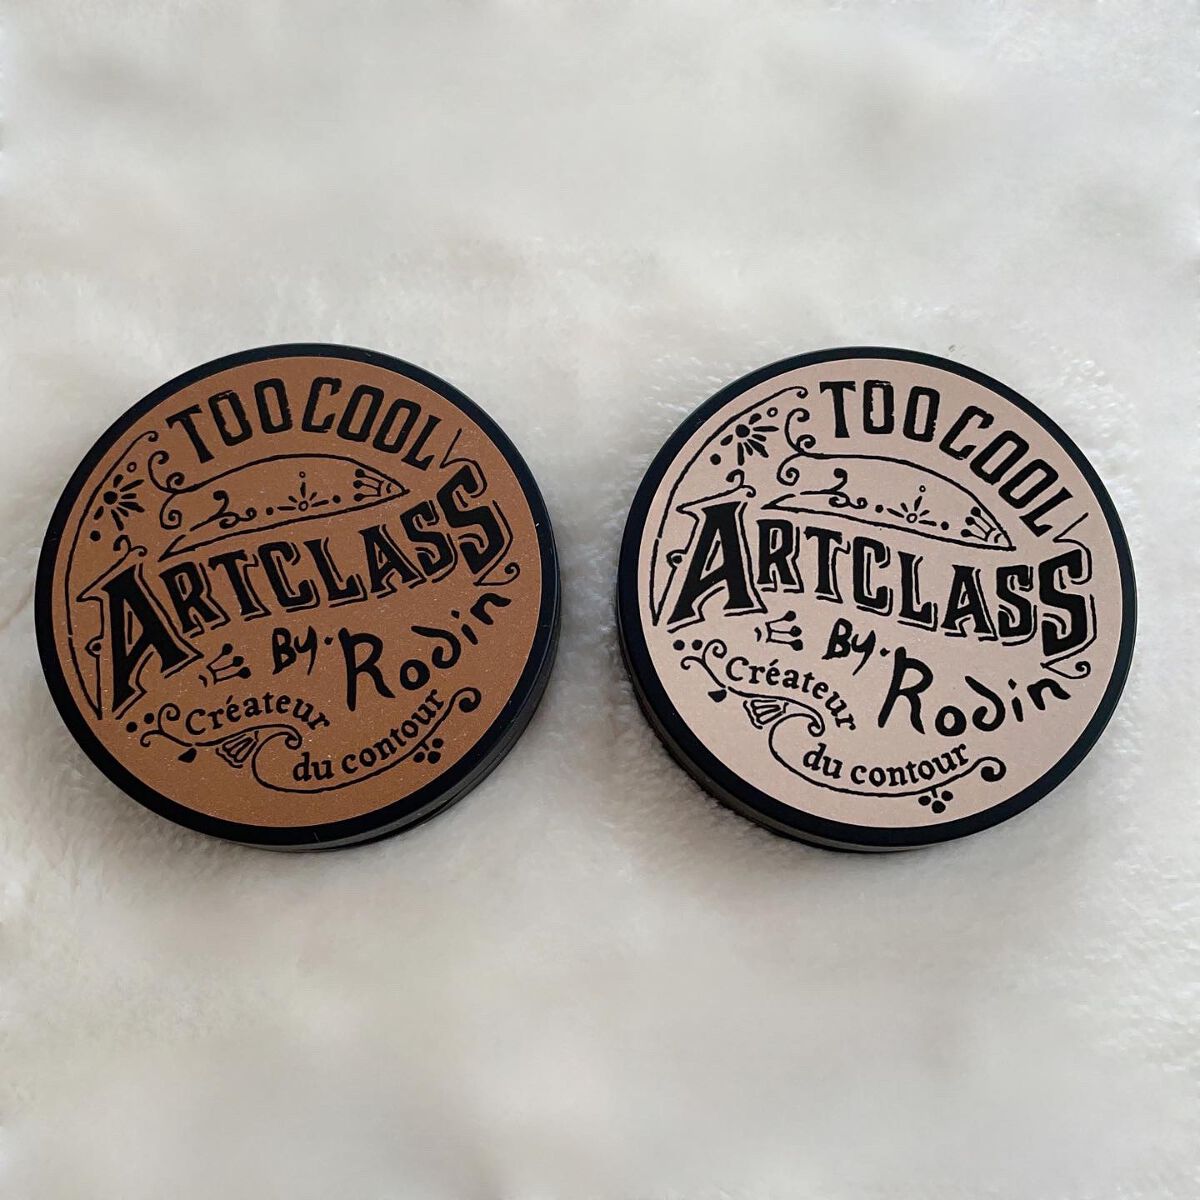 TOO COOL
ARTCLASS
By. Rodin
Créateur
du contour
TOO COOL
ARTCLASS
By. Rodin
Créateur
du contour